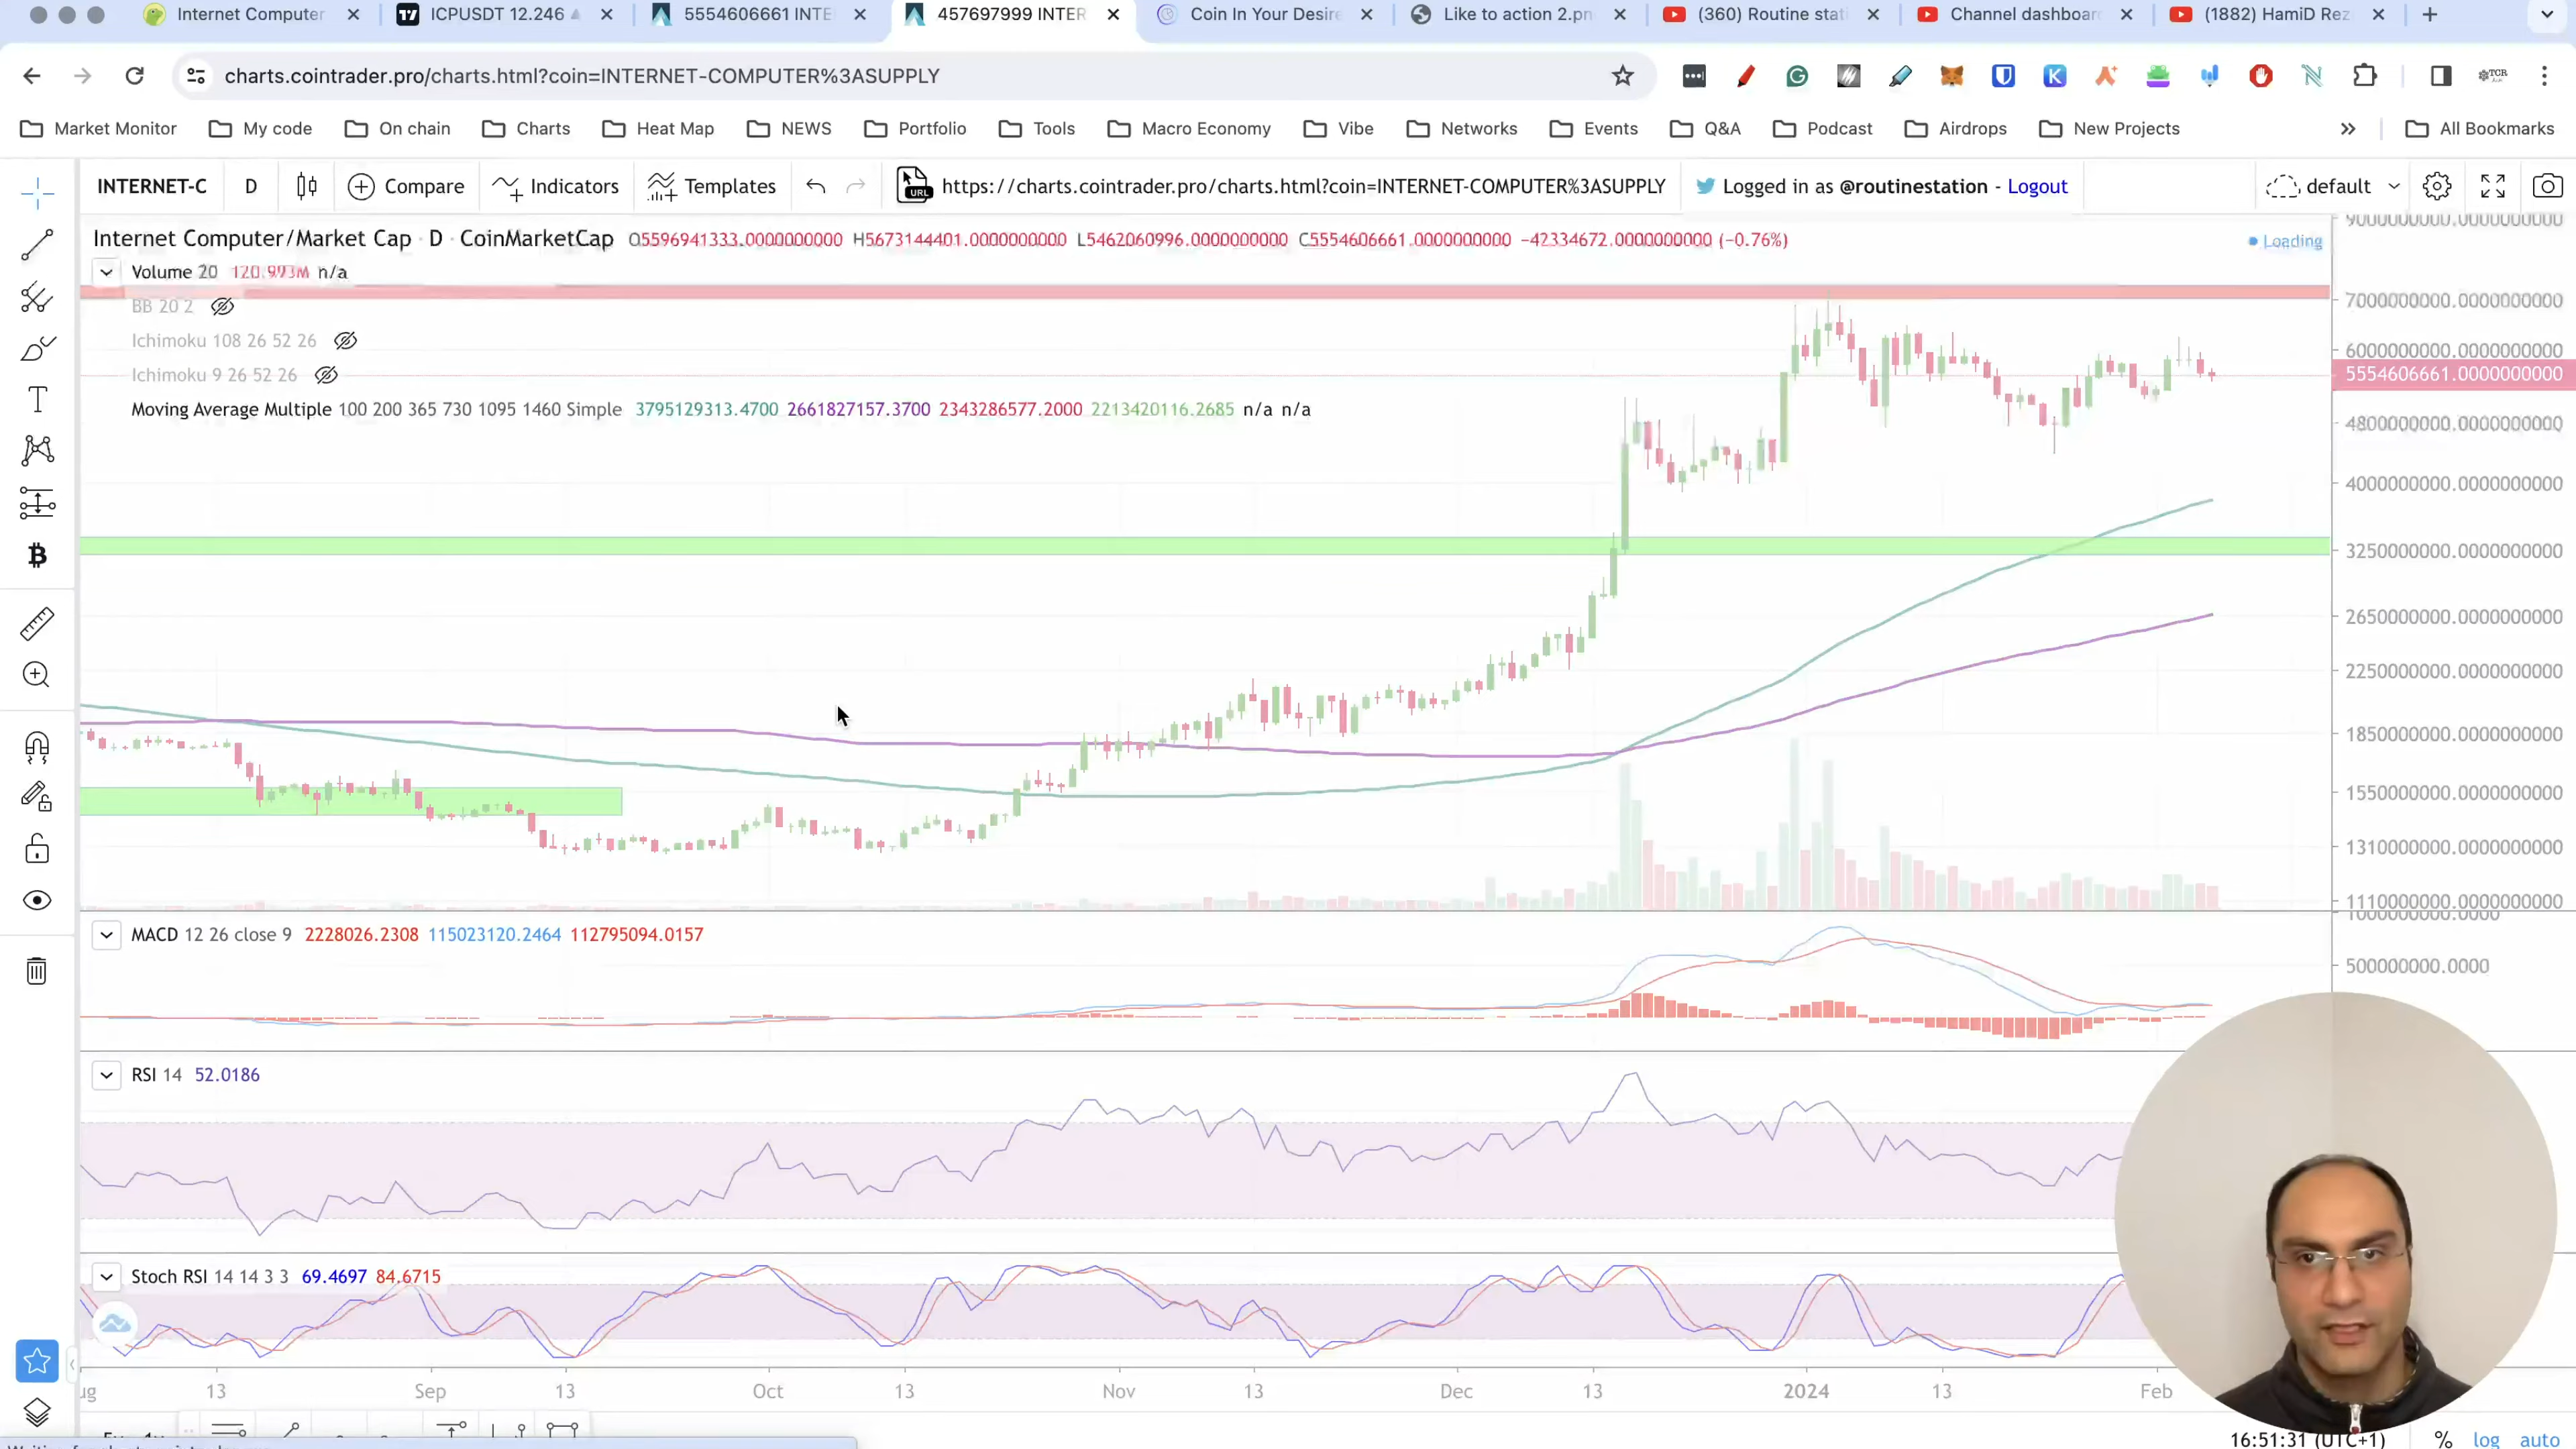 Internet Computer
ICPUSDT 12.246
5554606661 INTE
457697999 INTER
Coin In Your Desire
Like to action 2.pn
(360) Routine stat
Channel dashboar
(1882) HamiD Rez
charts.cointrader.pro/charts.html?coin=INTERNET-COMPUTER%3ASUPPLY
Market Monitor
My code
On chain
Charts
Heat Map
NEWS
Portfolio
Tools
Macro Economy
Vibe
Networks
Events
Q&A
Podcast
Airdrops
New Projects
All Bookmarks
INTERNET-C
D
Compare
Indicators
Templates
URL
https://charts.cointrader.pro/charts.html?coin=INTERNET-COMPUTER%3ASUPPLY
Logged in as @routinestation - Logout
default
Internet Computer/Market Cap · D · CoinMarketCap O5596941333.0000000000 H5673144401.0000000000 L5462060996.0000000000 C5554606661.0000000000 −42334672.0000000000 (−0.76%)
Loading
Volume 20 120.993M n/a
BB 20 2
Ichimoku 108 26 52 26
Ichimoku 9 26 52 26
Moving Average Multiple 100 200 365 730 1095 1460 Simple 3795129313.4700 2661827157.3700 2343286577.2000 2213420116.2685 n/a n/a
9000000000.0000000000
7000000000.0000000000
6000000000.0000000000
5554606661.0000000000
4800000000.0000000000
4000000000.0000000000
3250000000.0000000000
2650000000.0000000000
2250000000.0000000000
1850000000.0000000000
1550000000.0000000000
1310000000.0000000000
1110000000.0000000000
MACD 12 26 close 9 2228026.2308 115023120.2464 112795094.0157
1000000000.0000
500000000.0000
RSI 14 52.0186
Stoch RSI 14 14 3 3 69.4697 84.6715
13
Sep
13
Oct
13
Nov
13
Dec
13
2024
13
Feb
16:51:31 (UTC+1)
%
log
auto